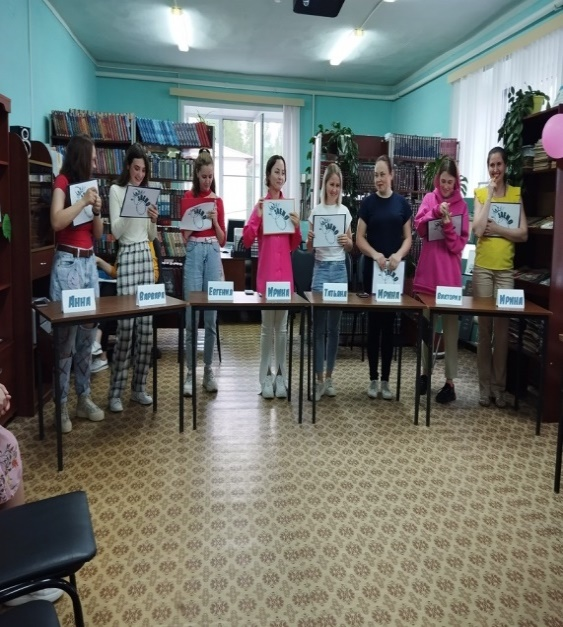 Анна
Варвара
Евгения
Ирина
Татьяна
Ирина
Виктория
Ирина